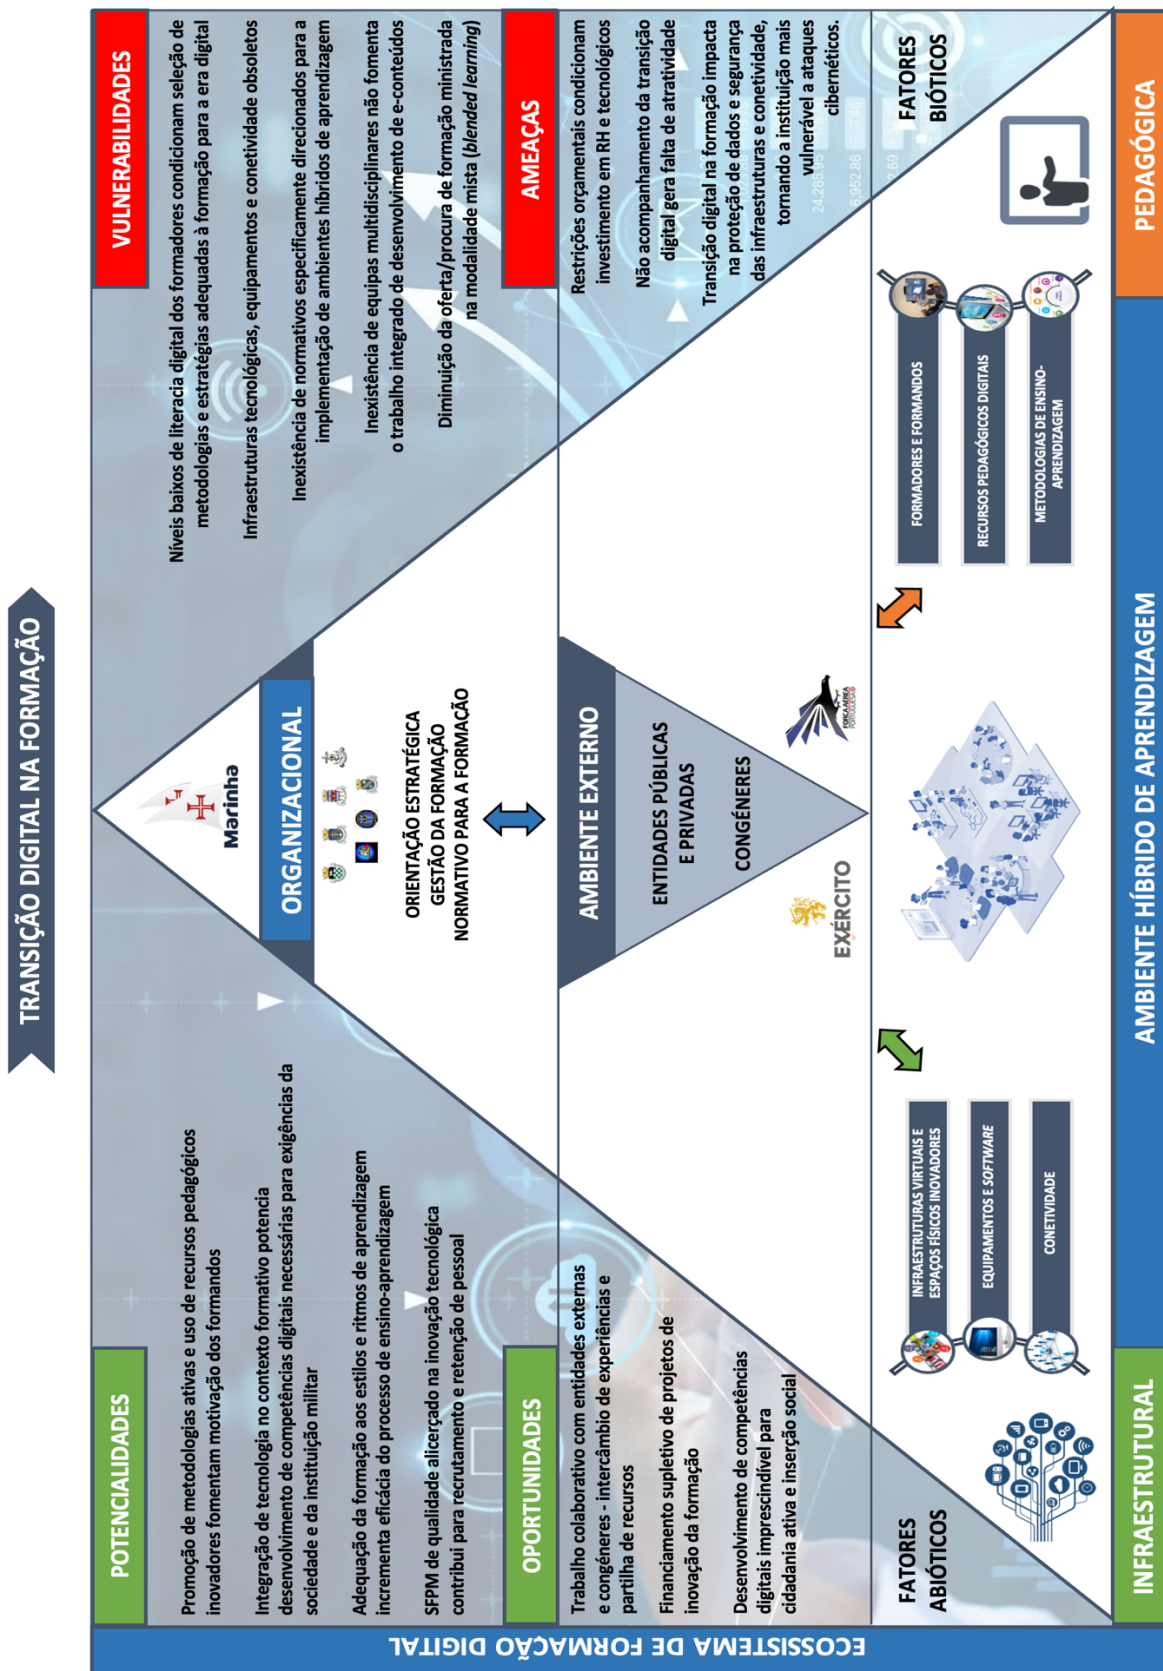 TRANSIÇÃO DIGITAL NA FORMAÇÃO
ECOSSISTEMA DE FORMAÇÃO DIGITAL
POTENCIALIDADES
Promoção de metodologias ativas e uso de recursos pedagógicos
inovadores fomentam motivação dos formandos
Integração de tecnologia no contexto formativo potencia
desenvolvimento de competências digitais necessárias para exigências da
sociedade e da instituição militar
Adequação da formação aos estilos e ritmos de aprendizagem
incrementa eficácia do processo de ensino-aprendizagem
SFPM de qualidade alicerçado na inovação tecnológica
contribui para recrutamento e retenção de pessoal
Marinha
ORGANIZACIONAL
ORIENTAÇÃO ESTRATÉGICA
GESTÃO DA FORMAÇÃO
NORMATIVO PARA A FORMAÇÃO
VULNERABILIDADES
Níveis baixos de literacia digital dos formadores condicionam seleção de
metodologias e estratégias adequadas à formação para a era digital
Infraestruturas tecnológicas, equipamentos e conetividade obsoletos
Inexistência de normativos especificamente direcionados para a
implementação de ambientes híbridos de aprendizagem
Inexistência de equipas multidisciplinares não fomenta
o trabalho integrado de desenvolvimento de e-conteúdos
Diminuição da oferta/procura de formação ministrada
na modalidade mista (blended learning)
OPORTUNIDADES
Trabalho colaborativo com entidades externas
e congéneres - intercâmbio de experiências e
partilha de recursos
Financiamento supletivo de projetos de
inovação da formação
Desenvolvimento de competências
digitais imprescindível para
cidadania ativa e inserção social
AMBIENTE EXTERNO
ENTIDADES PÚBLICAS
E PRIVADAS
CONGÉNERES
EXÉRCITO
FORÇA AÉREA
PORTUGUESA
AMEAÇAS
Restrições orçamentais condicionam
investimento em RH e tecnológicos
Não acompanhamento da transição
digital gera falta de atratividade
Transição digital na formação impacta
na proteção de dados e segurança
das infraestruturas e conetividade,
tornando a instituição mais
vulnerável a ataques
cibernéticos.
24,285.95
6,952.86
7.46
FATORES
ABIÓTICOS
INFRAESTRUTURAS VIRTUAIS E
ESPAÇOS FÍSICOS INOVADORES
EQUIPAMENTOS E SOFTWARE
CONETIVIDADE
FORMADORES E FORMANDOS
RECURSOS PEDAGÓGICOS DIGITAIS
METODOLOGIAS DE ENSINO-
APRENDIZAGEM
FATORES
BIÓTICOS
INFRAESTRUTURAL
AMBIENTE HÍBRIDO DE APRENDIZAGEM
PEDAGÓGICA